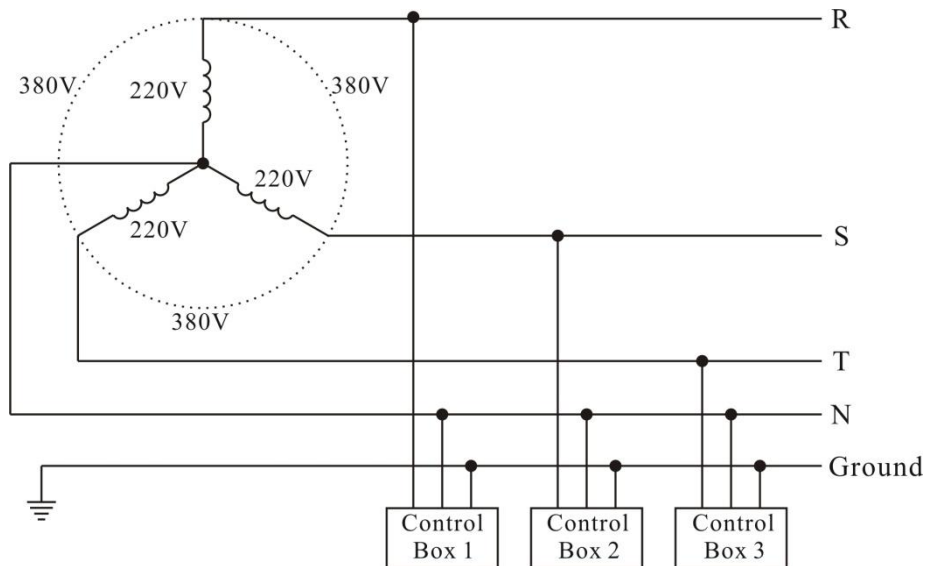 R
380V
220V
380V
220V
220V
S
380V
T
N
Ground
Control
Box 1
Control
Box 2
Control
Box 3